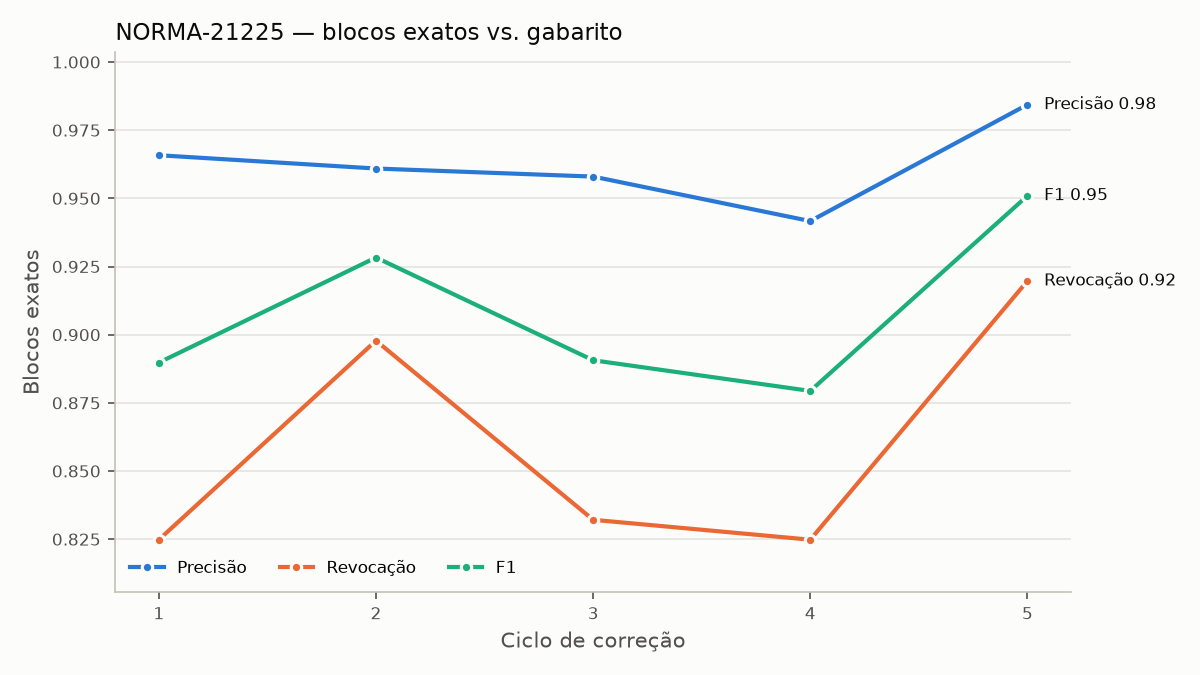 NORMA-21225 — blocos exatos vs. gabarito
1.000
0.975
0.950
0.925
0.900
0.875
0.850
0.825
Blocos exatos
Precisão 0.98
F1 0.95
Revocação 0.92
Precisão Revocação F1
1 2 3 4 5
Ciclo de correção